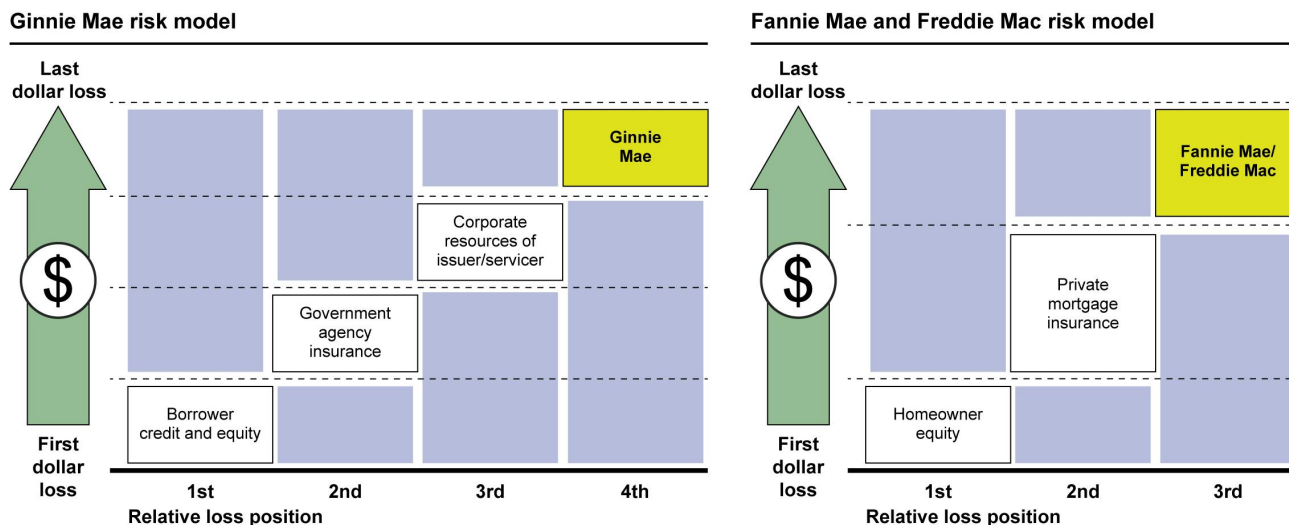 Ginnie Mae risk model
Last
dollar loss
$
First
dollar
loss
Ginnie
Mae
Corporate
resources of
issuer/servicer
Government
agency
insurance
Borrower
credit and equity
1st
2nd
3rd
4th
Relative loss position
Fannie Mae and Freddie Mac risk model
Last
dollar loss
$
First
dollar
loss
Fannie Mae/
Freddie Mac
Private
mortgage
insurance
Homeowner
equity
1st
2nd
3rd
Relative loss position